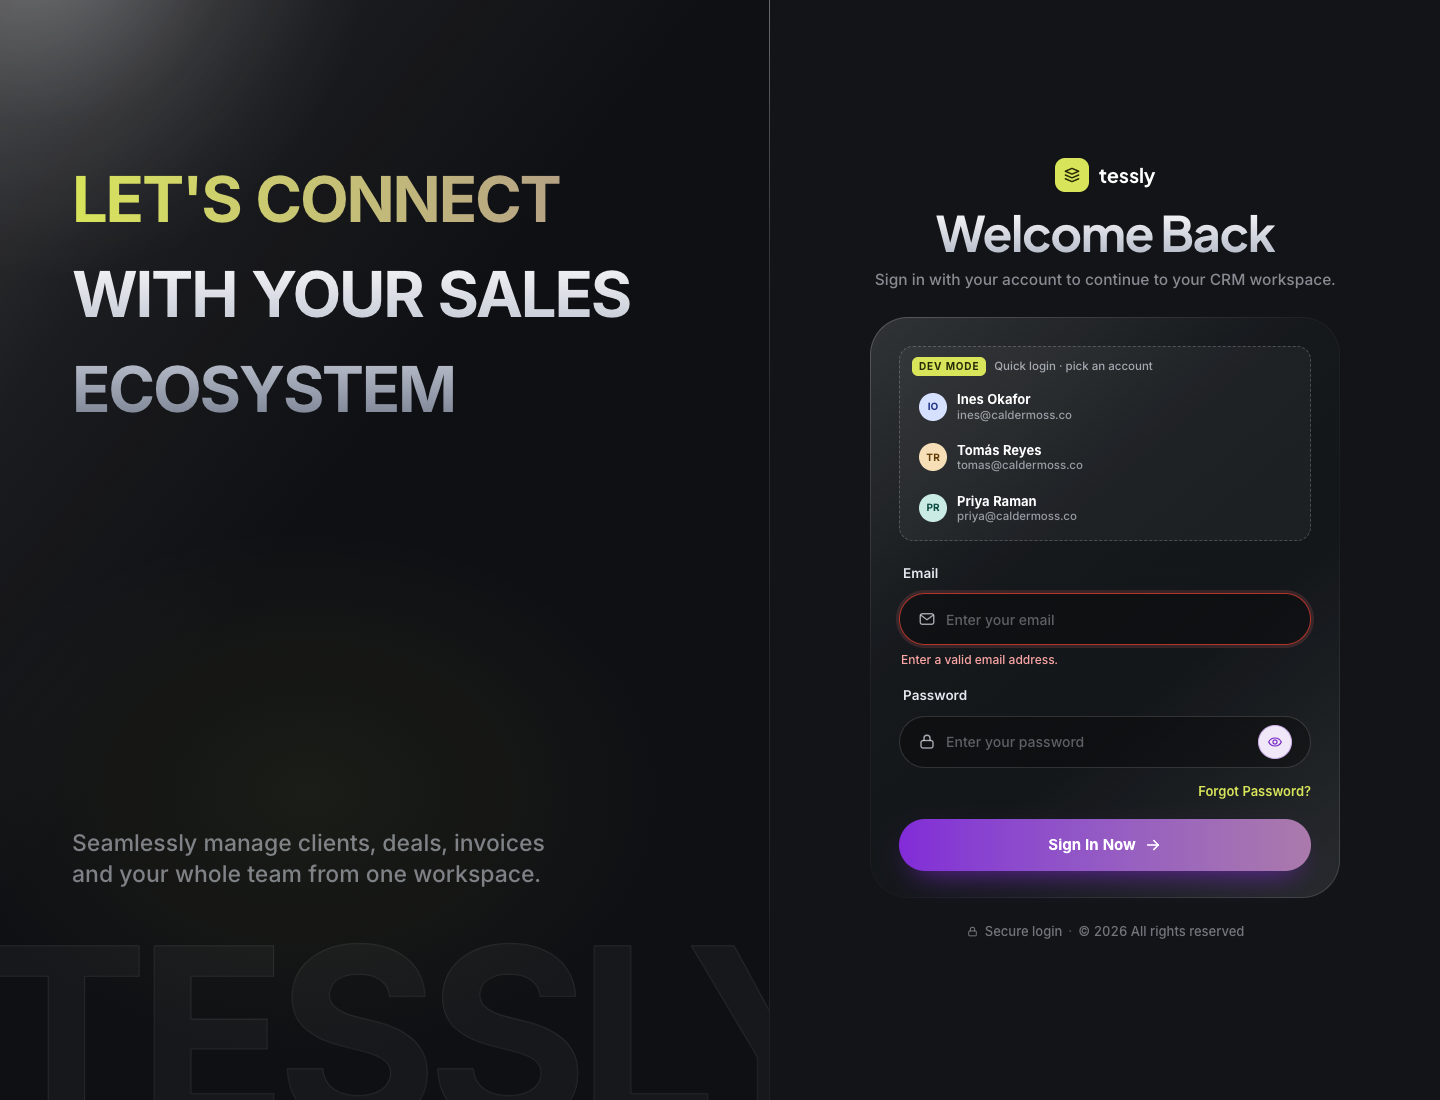 LET'S CONNECT
WITH YOUR SALES
ECOSYSTEM
Seamlessly manage clients, deals, invoices
and your whole team from one workspace.
TESSLY
tessly
Welcome Back
Sign in with your account to continue to your CRM workspace.
DEV MODE Quick login · pick an account
IO Ines Okafor
ines@caldermoss.co
TR Tomás Reyes
tomas@caldermoss.co
PR Priya Raman
priya@caldermoss.co
Email
Enter your email
Enter a valid email address.
Password
Enter your password
Forgot Password?
Sign In Now →
Secure login · © 2026 All rights reserved